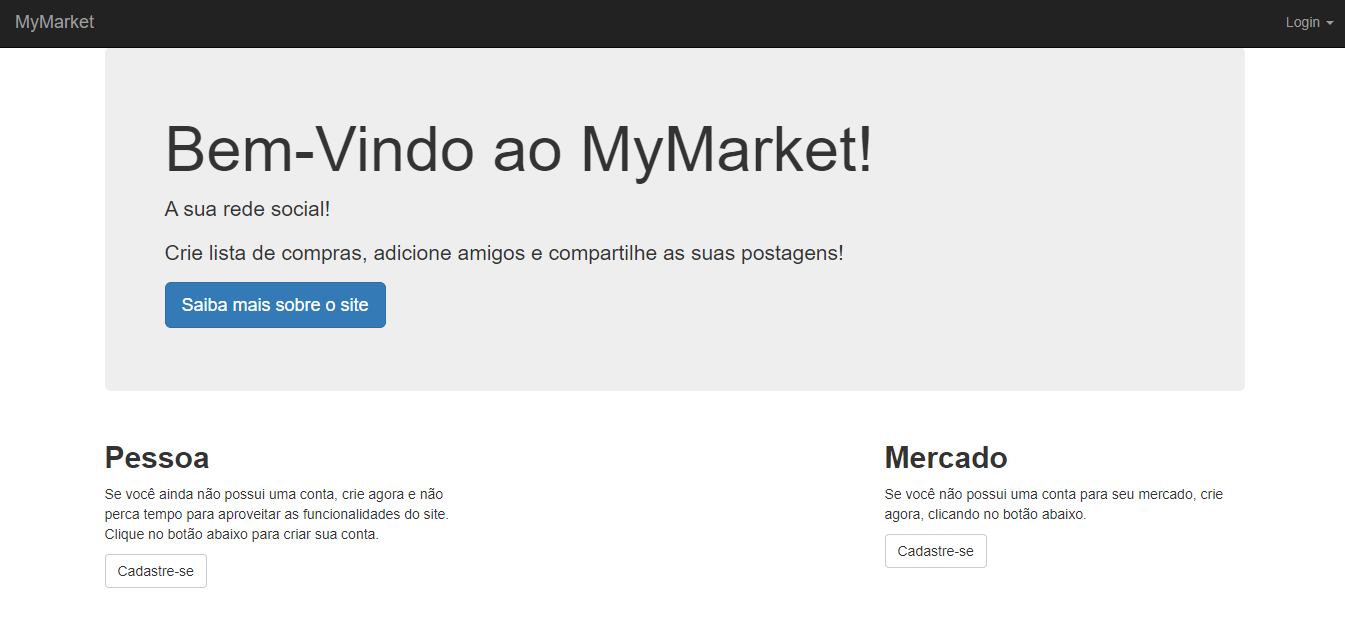 MyMarket
Login
Bem-Vindo ao MyMarket!
A sua rede social!
Crie lista de compras, adicione amigos e compartilhe as suas postagens!
Saiba mais sobre o site
Pessoa
Se você ainda não possui uma conta, crie agora e não
perca tempo para aproveitar as funcionalidades do site.
Clique no botão abaixo para criar sua conta.
Cadastre-se
Mercado
Se você não possui uma conta para seu mercado, crie
agora, clicando no botão abaixo.
Cadastre-se